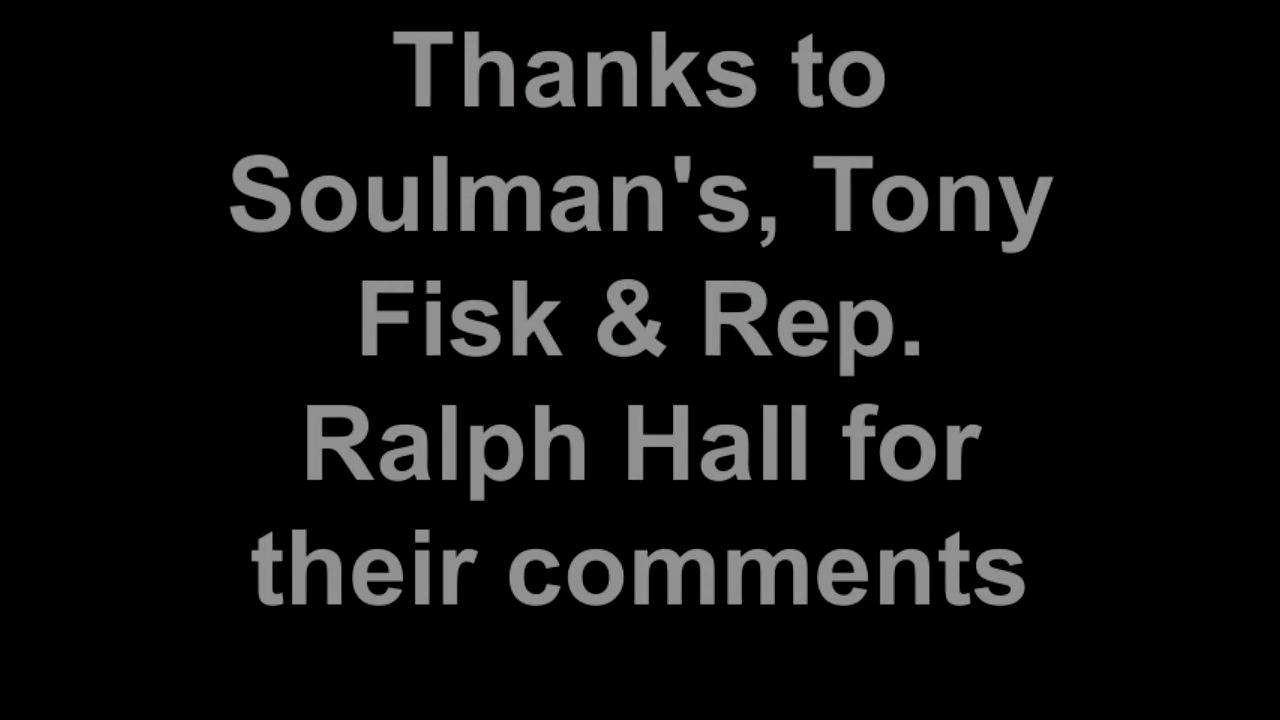 Thanks to
Soulman's, Tony
Fisk & Rep.
Ralph Hall for
their comments